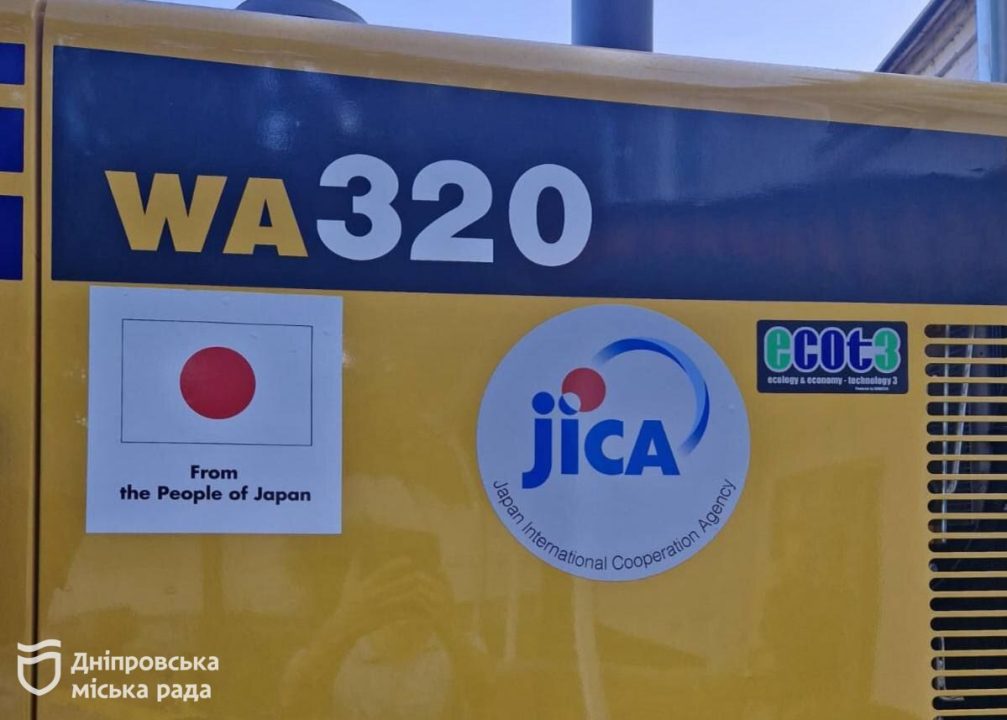 WA320
From
the People of Japan
jica
Japan International Cooperation Agency
ecot3
ecology & economy - technology 3
Дніпровська
міська рада